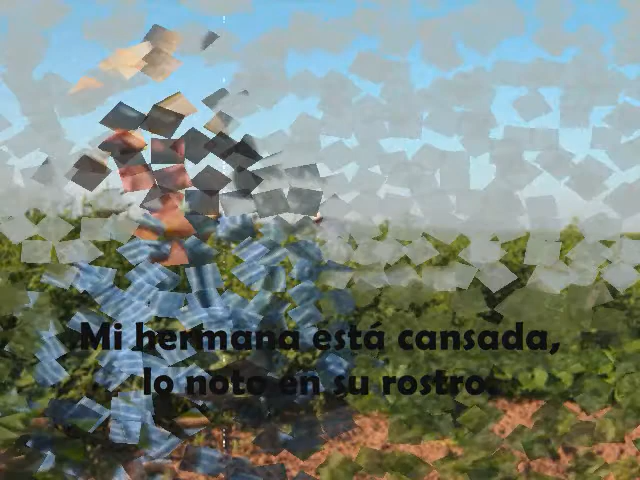 Mi hermana está cansada,
lo noto en su rostro.